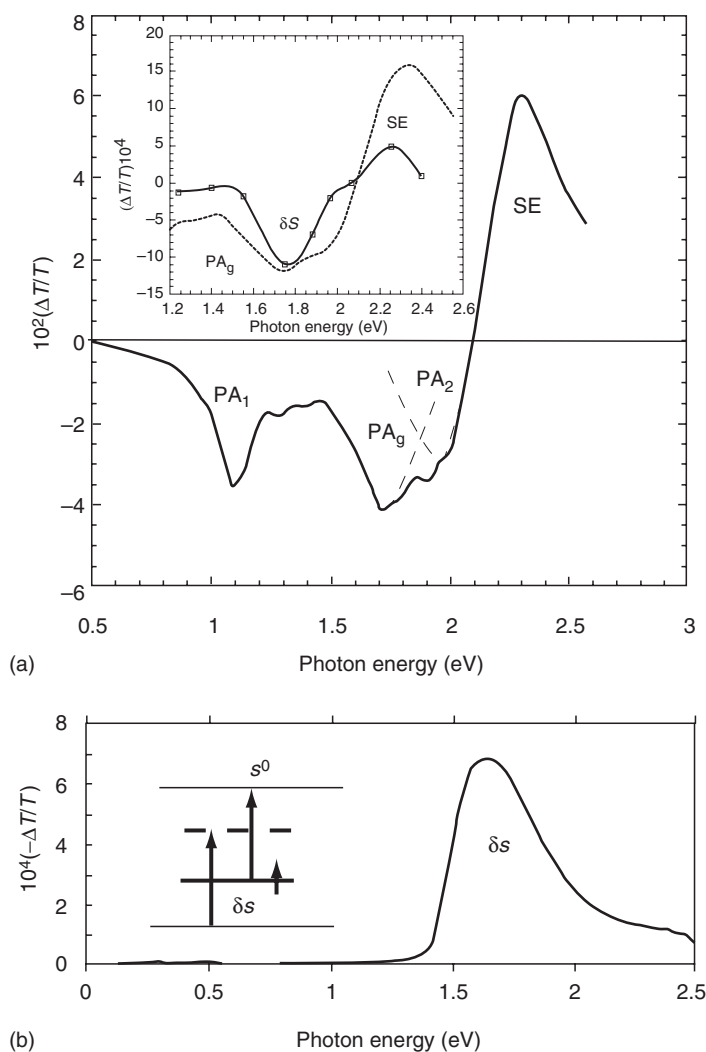 8
6
4
2
0
−2
−4
−6
10²(ΔT/T)
20
15
10
5
0
−5
−10
−15
(ΔT/T)10⁴
SE
δS
PA_g
1.2 1.4 1.6 1.8 2 2.2 2.4 2.6
Photon energy (eV)
SE
PA₁
PA₂
PA_g
0.5 1 1.5 2 2.5 3
(a) Photon energy (eV)
8
6
4
2
0
10⁴(−ΔT/T)
s⁰
δs
δs
0 0.5 1 1.5 2 2.5
(b) Photon energy (eV)